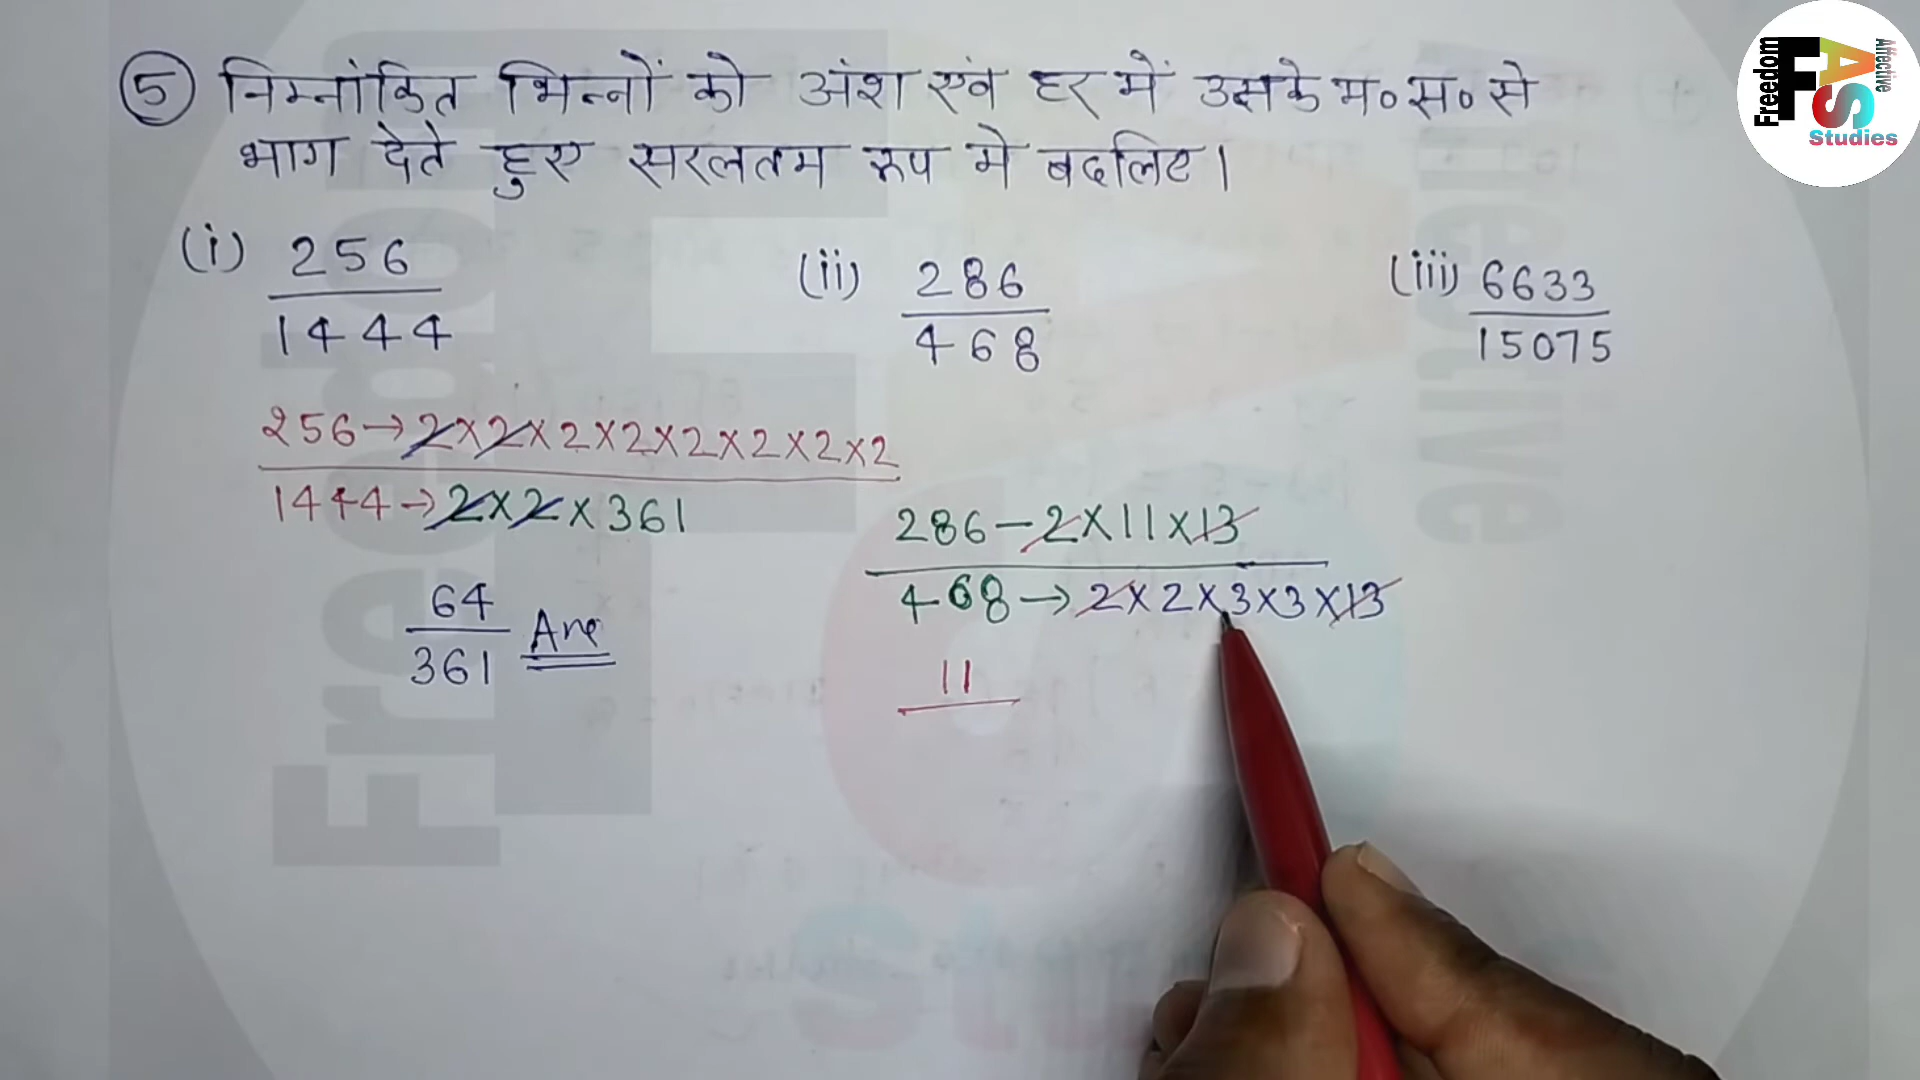 ⑤ निम्नांकित भिन्नों को अंश एवं हर में उसके म० स० से
भाग देते हुए सरलतम रूप मे बदलिए।
(i) 256
1444
(ii) 286
468
(iii) 6633
15075
256→2×2×2×2×2×2×2×2
1444→2×2×361
64
361 Ans
286–2×11×13
468→2×2×3×3×13
11
Freedom
Affective
FAS
Studies